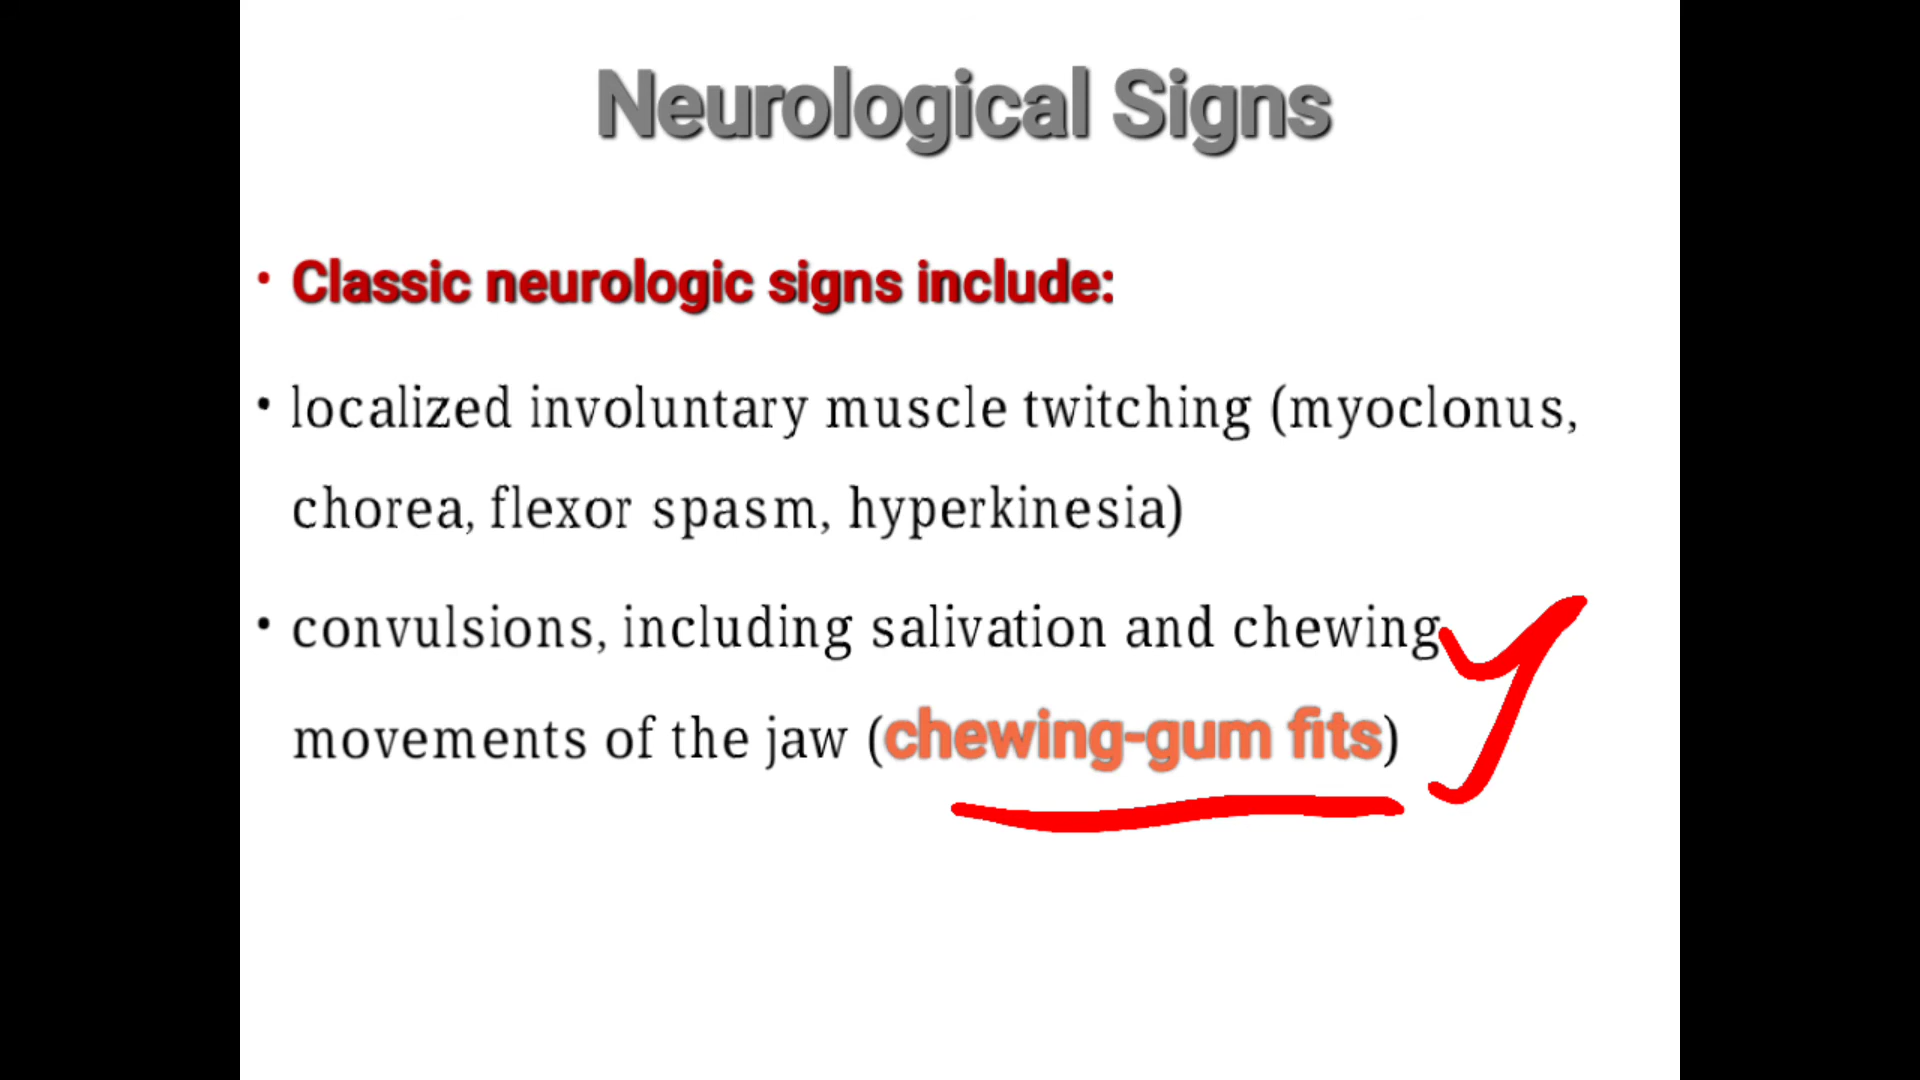 Neurological Signs
• Classic neurologic signs include:
• localized involuntary muscle twitching (myoclonus,
chorea, flexor spasm, hyperkinesia)
• convulsions, including salivation and chewing
movements of the jaw (chewing-gum fits)